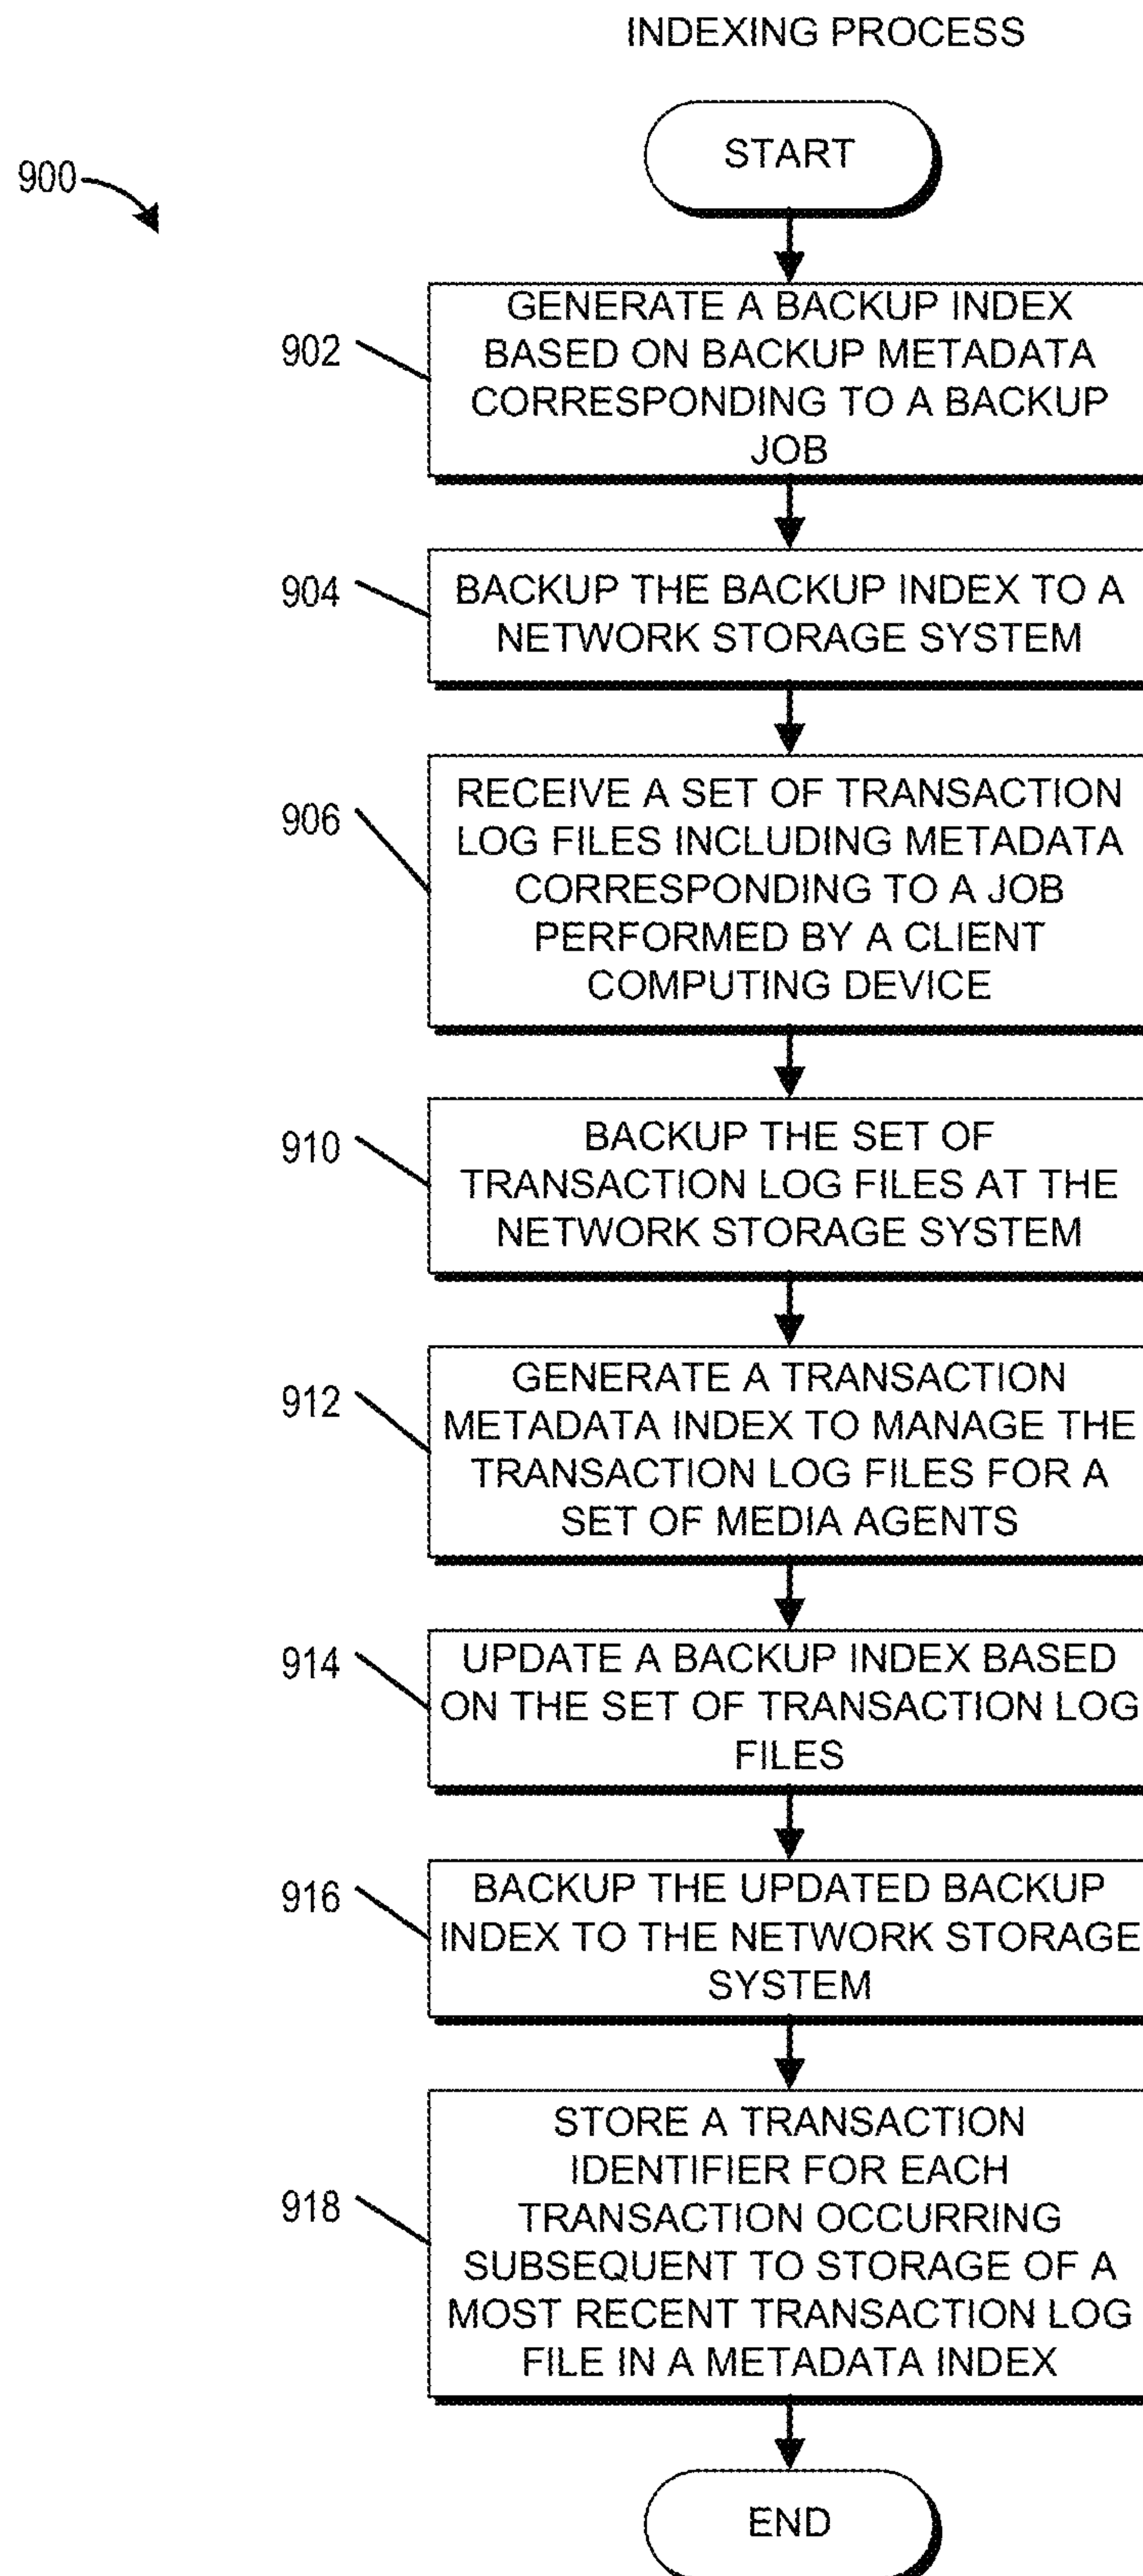 INDEXING PROCESS
START
900
902
GENERATE A BACKUP INDEX
BASED ON BACKUP METADATA
CORRESPONDING TO A BACKUP
JOB
904
BACKUP THE BACKUP INDEX TO A
NETWORK STORAGE SYSTEM
906
RECEIVE A SET OF TRANSACTION
LOG FILES INCLUDING METADATA
CORRESPONDING TO A JOB
PERFORMED BY A CLIENT
COMPUTING DEVICE
910
BACKUP THE SET OF
TRANSACTION LOG FILES AT THE
NETWORK STORAGE SYSTEM
912
GENERATE A TRANSACTION
METADATA INDEX TO MANAGE THE
TRANSACTION LOG FILES FOR A
SET OF MEDIA AGENTS
914
UPDATE A BACKUP INDEX BASED
ON THE SET OF TRANSACTION LOG
FILES
916
BACKUP THE UPDATED BACKUP
INDEX TO THE NETWORK STORAGE
SYSTEM
918
STORE A TRANSACTION
IDENTIFIER FOR EACH
TRANSACTION OCCURRING
SUBSEQUENT TO STORAGE OF A
MOST RECENT TRANSACTION LOG
FILE IN A METADATA INDEX
END